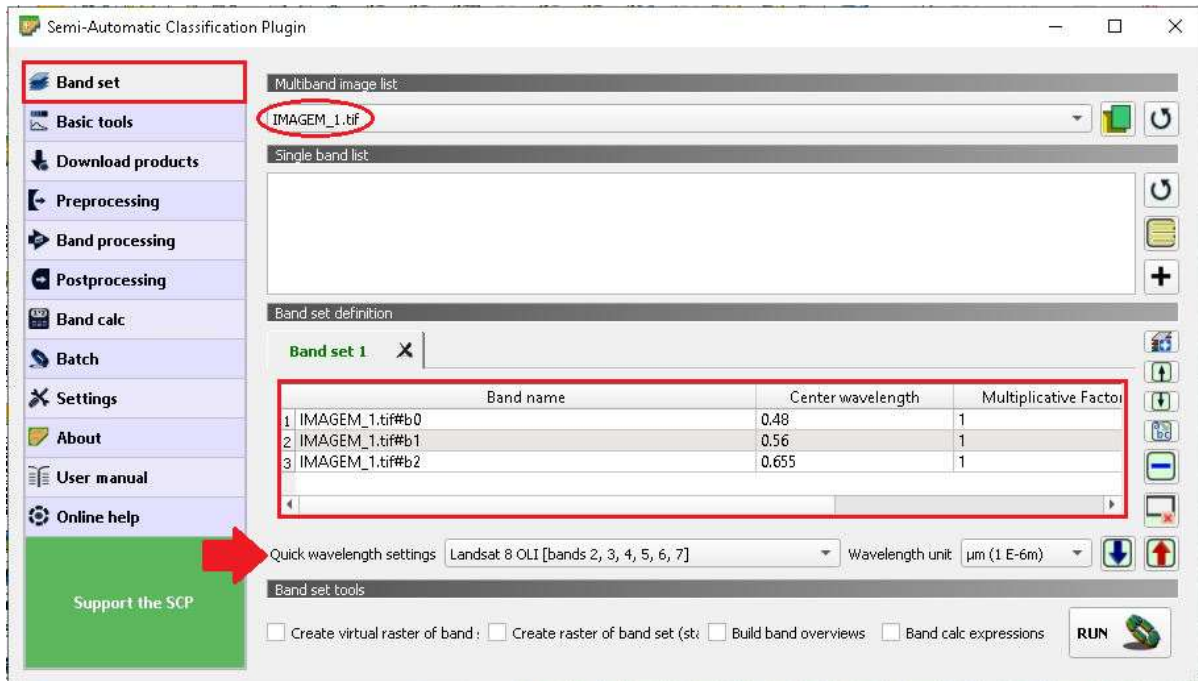 Semi-Automatic Classification Plugin
Band set
Basic tools
Download products
Preprocessing
Band processing
Postprocessing
Band calc
Batch
Settings
About
User manual
Online help
Support the SCP
Multiband image list
IMAGEM_1.tif
Single band list
Band set definition
Band set 1
Band name Center wavelength Multiplicative Factor
1 IMAGEM_1.tif#b0 0.48 1
2 IMAGEM_1.tif#b1 0.56 1
3 IMAGEM_1.tif#b2 0.655 1
Quick wavelength settings Landsat 8 OLI [bands 2, 3, 4, 5, 6, 7] Wavelength unit µm (1 E-6m)
Band set tools
Create virtual raster of band Create raster of band set (sta Build band overviews Band calc expressions RUN